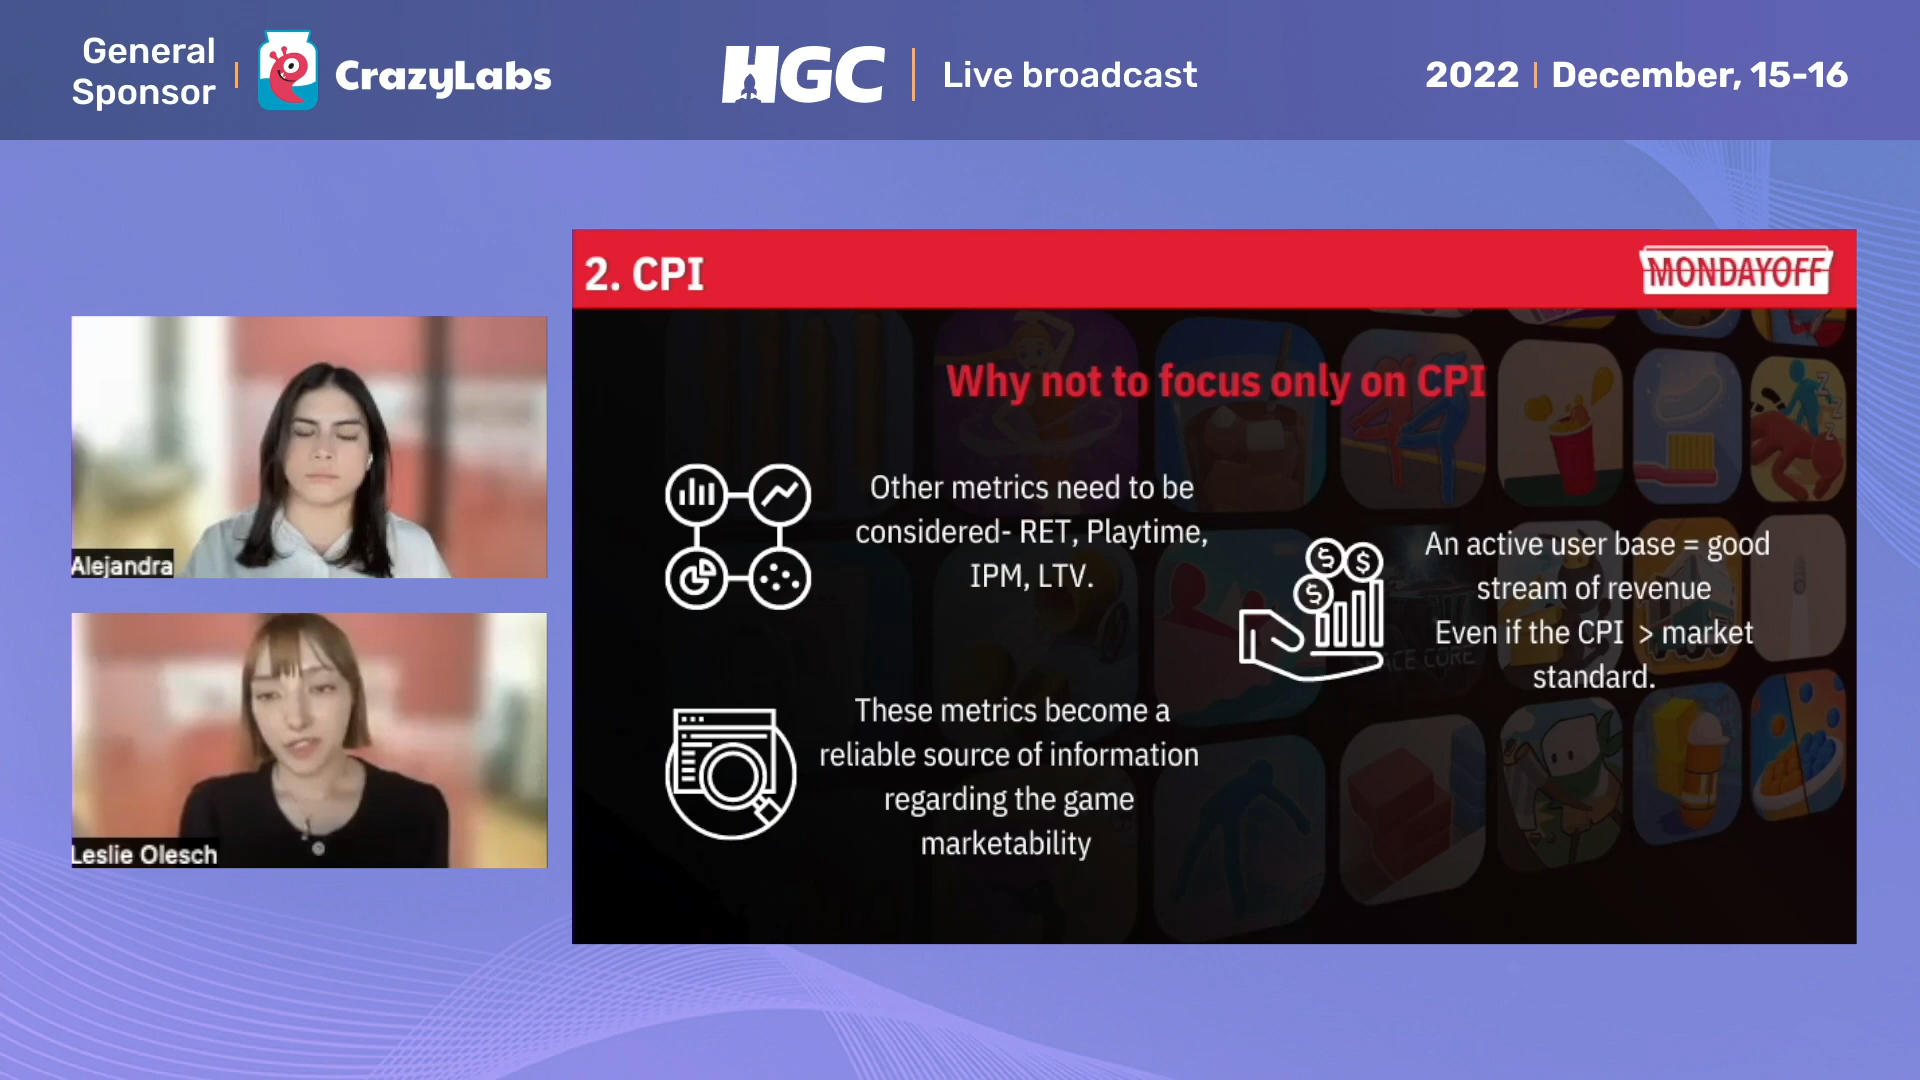 General
Sponsor
CrazyLabs
HGC
Live broadcast
2022
December, 15-16
2. CPI
MONDAYOFF
Why not to focus only on CPI
Other metrics need to be
considered- RET, Playtime,
IPM, LTV.
An active user base = good
stream of revenue
Even if the CPI > market
standard.
These metrics become a
reliable source of information
regarding the game
marketability
Alejandra
Leslie Olesch